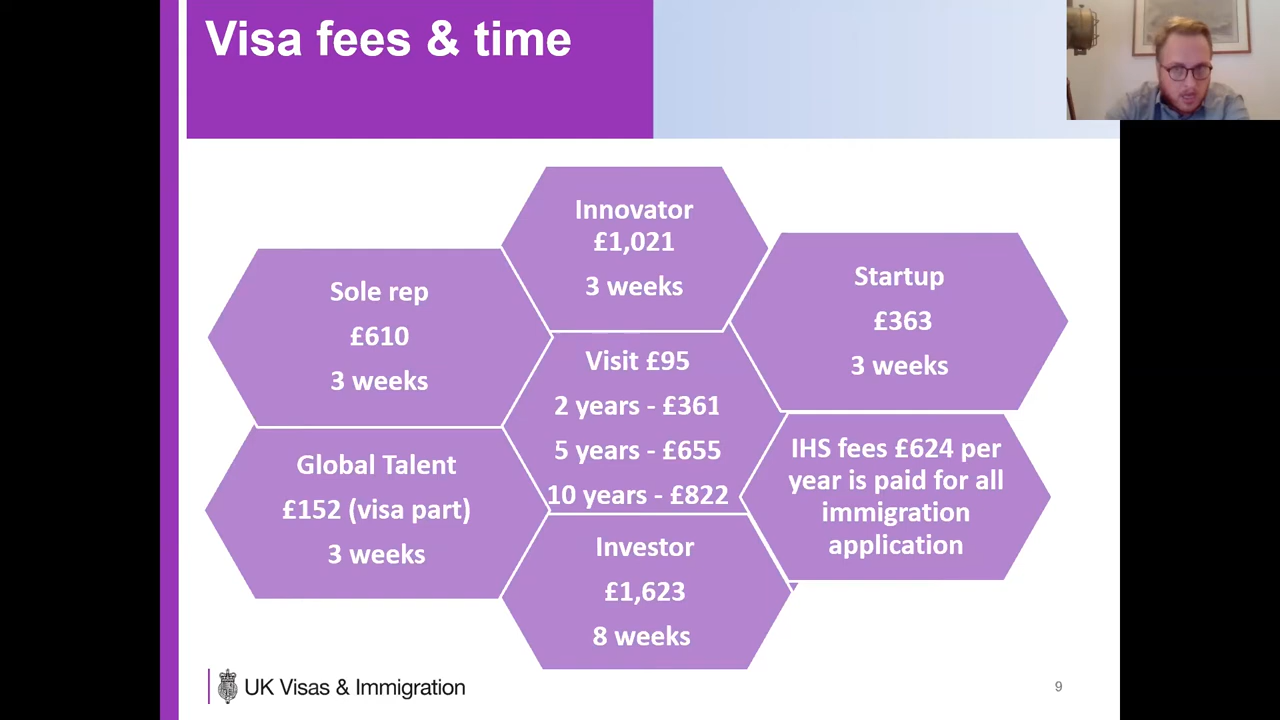 Visa fees & time
Innovator
£1,021
3 weeks
Sole rep
£610
3 weeks
Startup
£363
3 weeks
Visit £95
2 years - £361
5 years - £655
10 years - £822
Global Talent
£152 (visa part)
3 weeks
IHS fees £624 per
year is paid for all
immigration
application
Investor
£1,623
8 weeks
UK Visas & Immigration
9